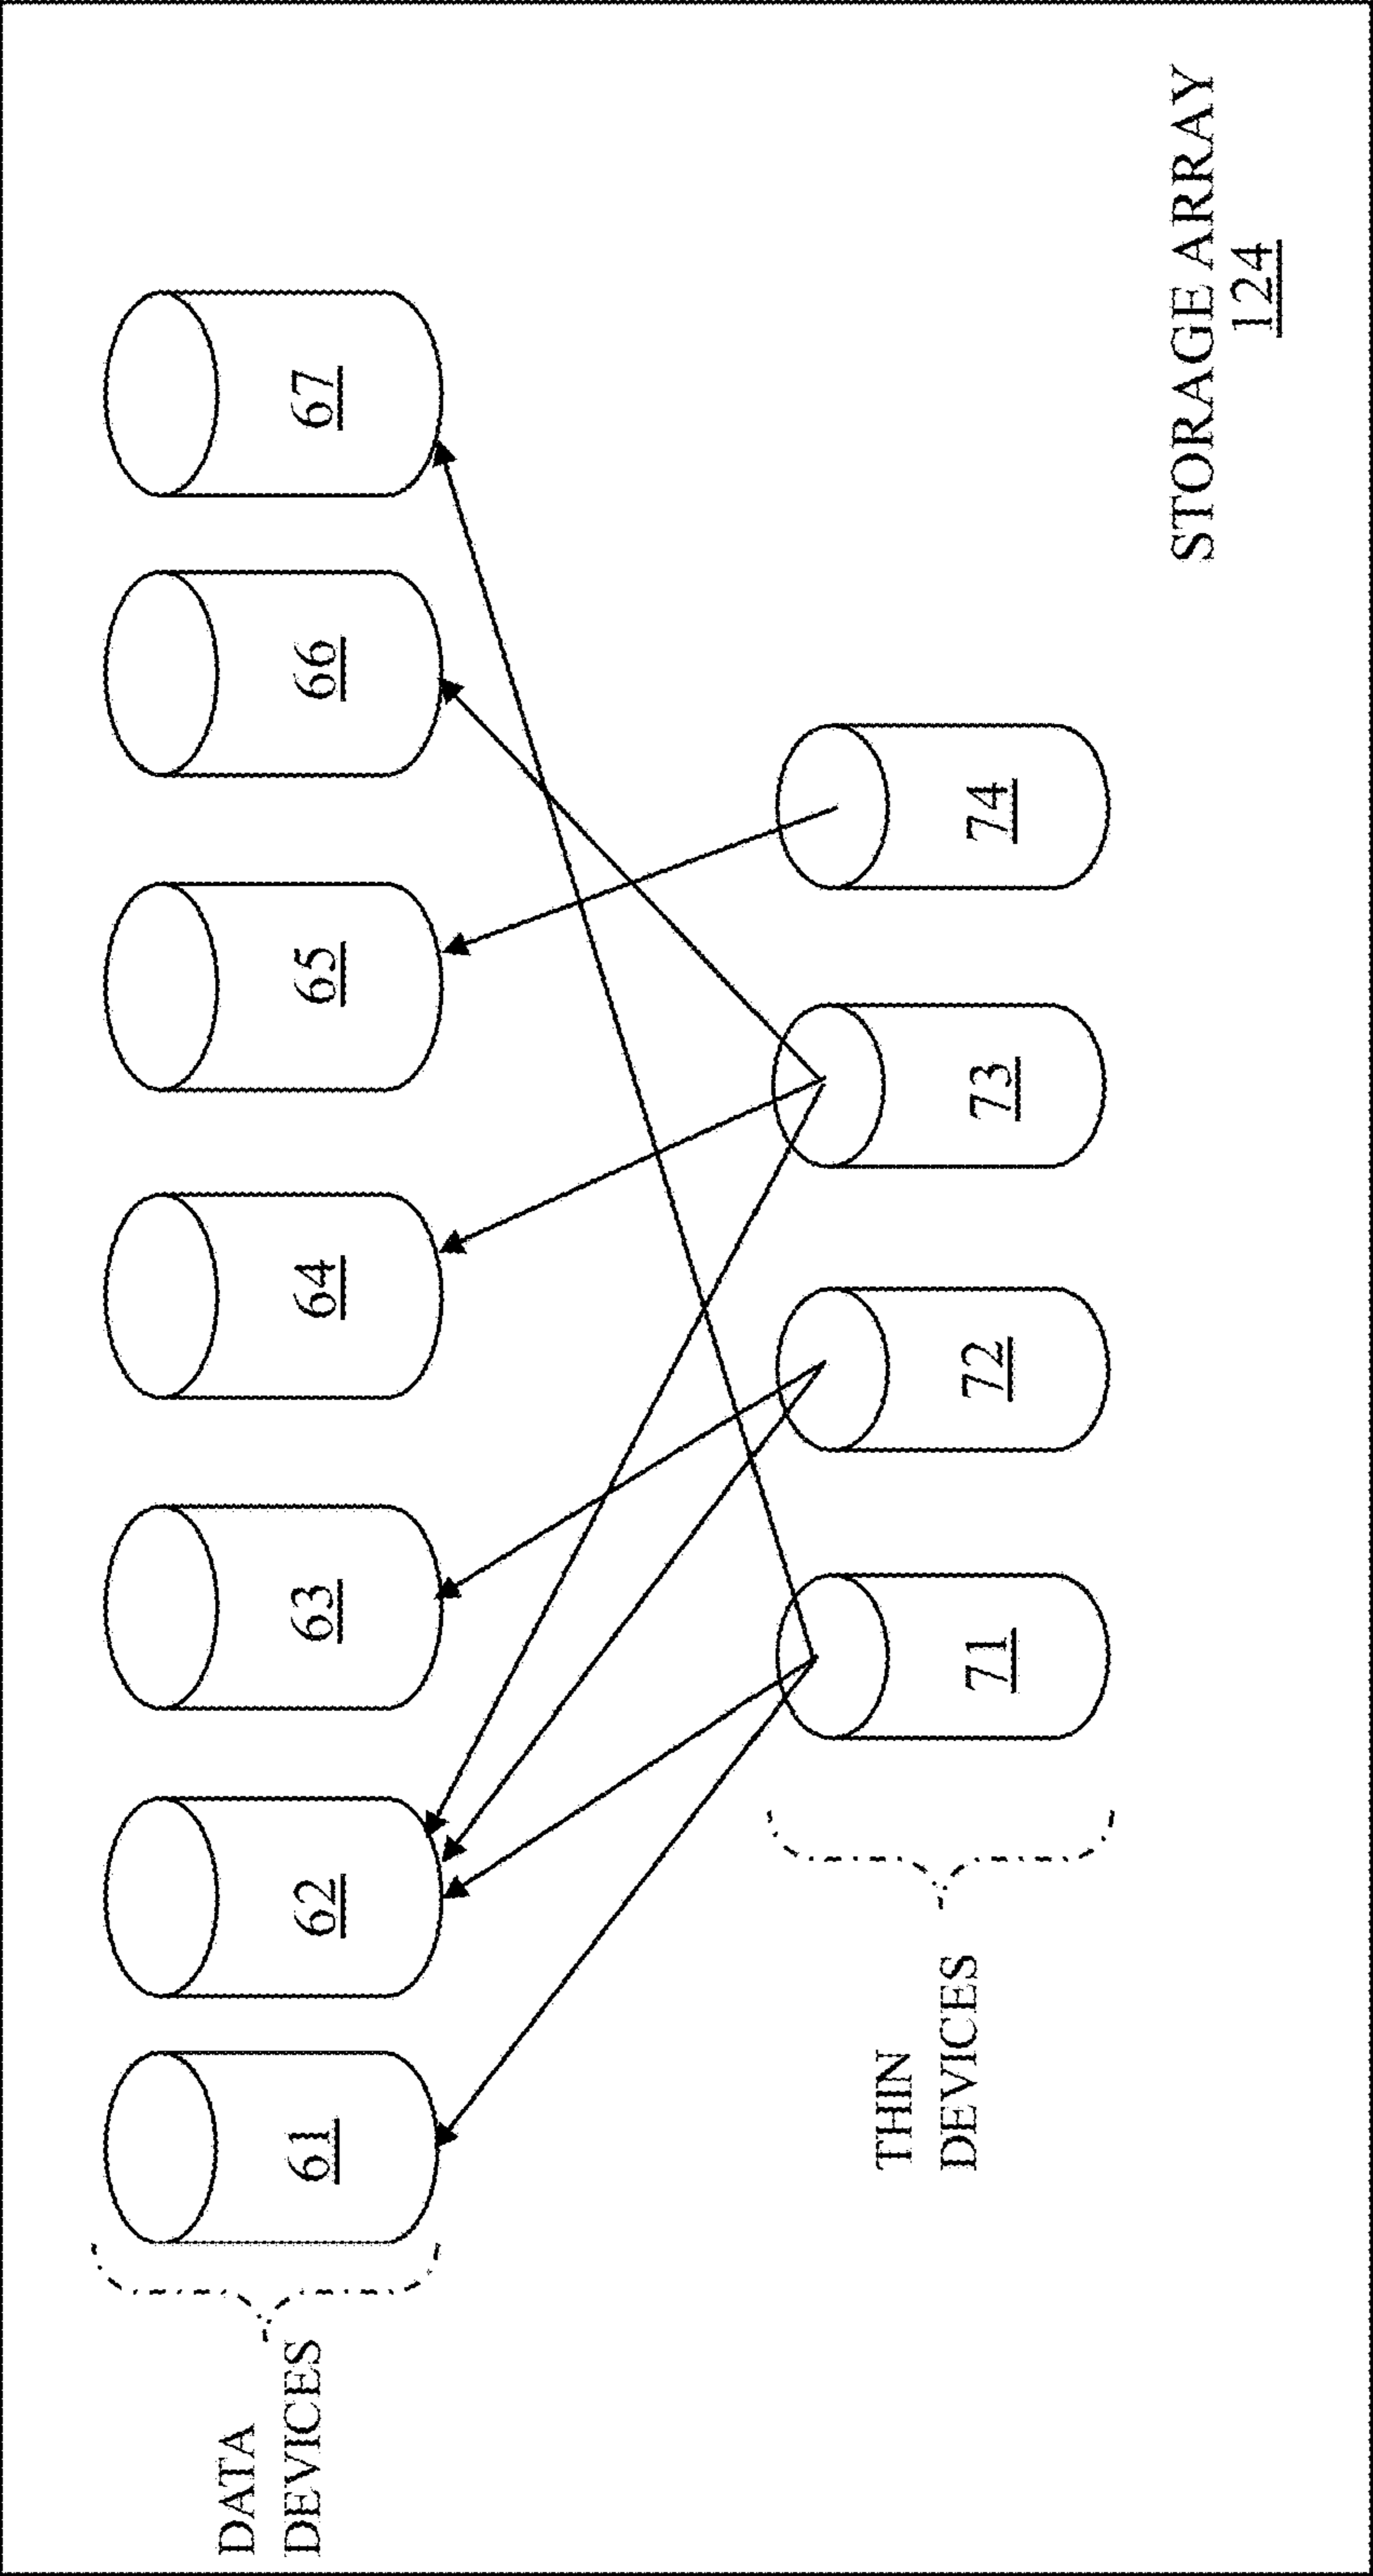 DATA
DEVICES
61
62
63
64
65
66
67
THIN
DEVICES
71
72
73
74
STORAGE ARRAY
124